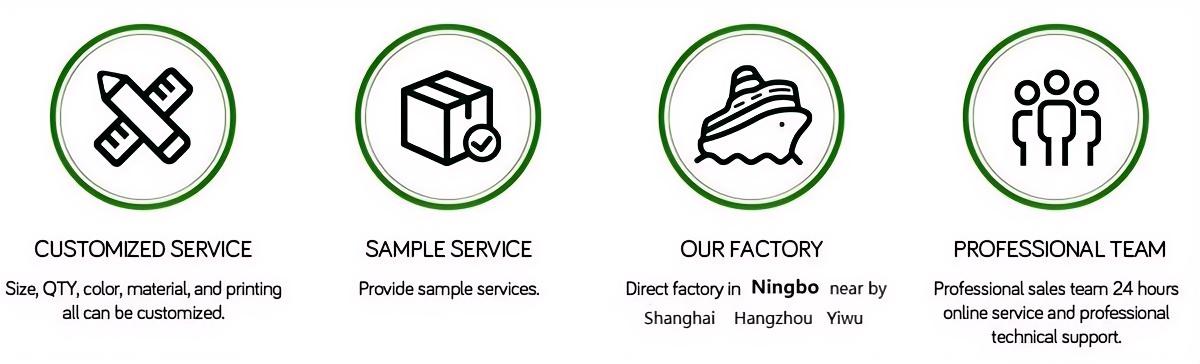 CUSTOMIZED SERVICE
Size, QTY, color, material, and printing
all can be customized.
SAMPLE SERVICE
Provide sample services.
OUR FACTORY
Direct factory in Ningbo near by
Shanghai Hangzhou Yiwu
PROFESSIONAL TEAM
Professional sales team 24 hours
online service and professional
technical support.